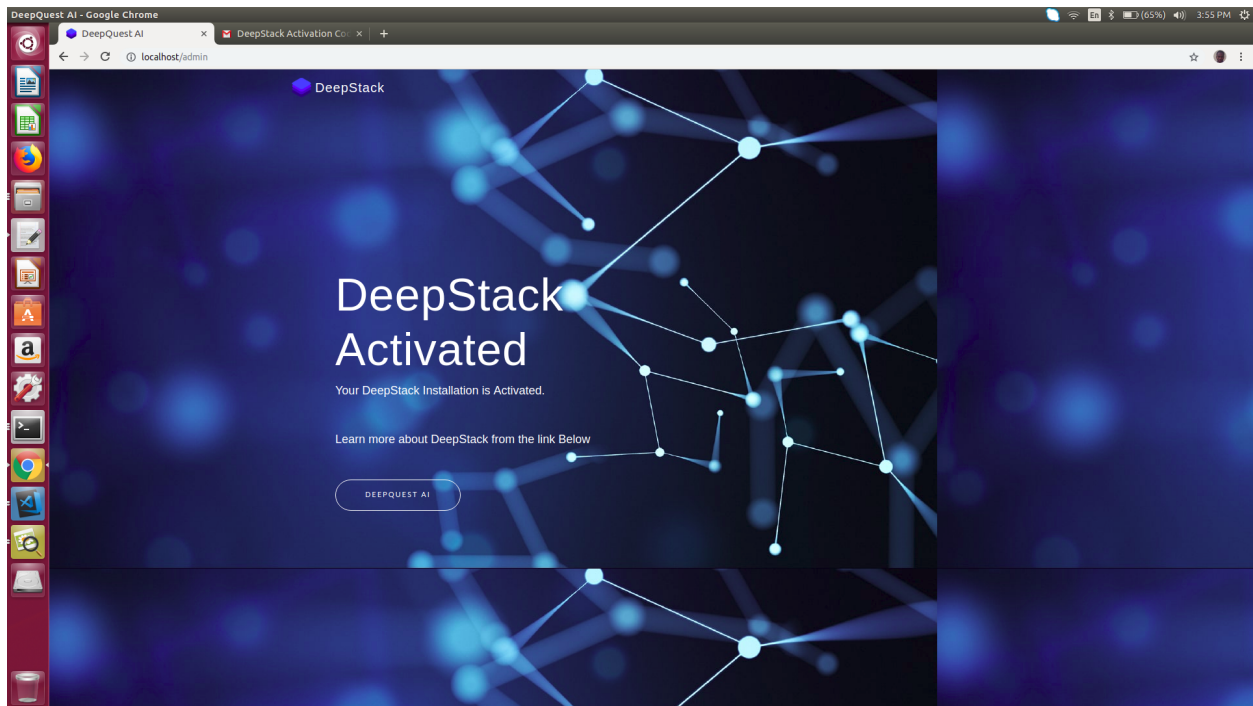 DeepQuest AI - Google Chrome
En (65%) 3:55 PM
DeepQuest AI × DeepStack Activation Co × +
localhost/admin
DeepStack
DeepStack
Activated
Your DeepStack Installation is Activated.
Learn more about DeepStack from the link Below
DEEPQUEST AI